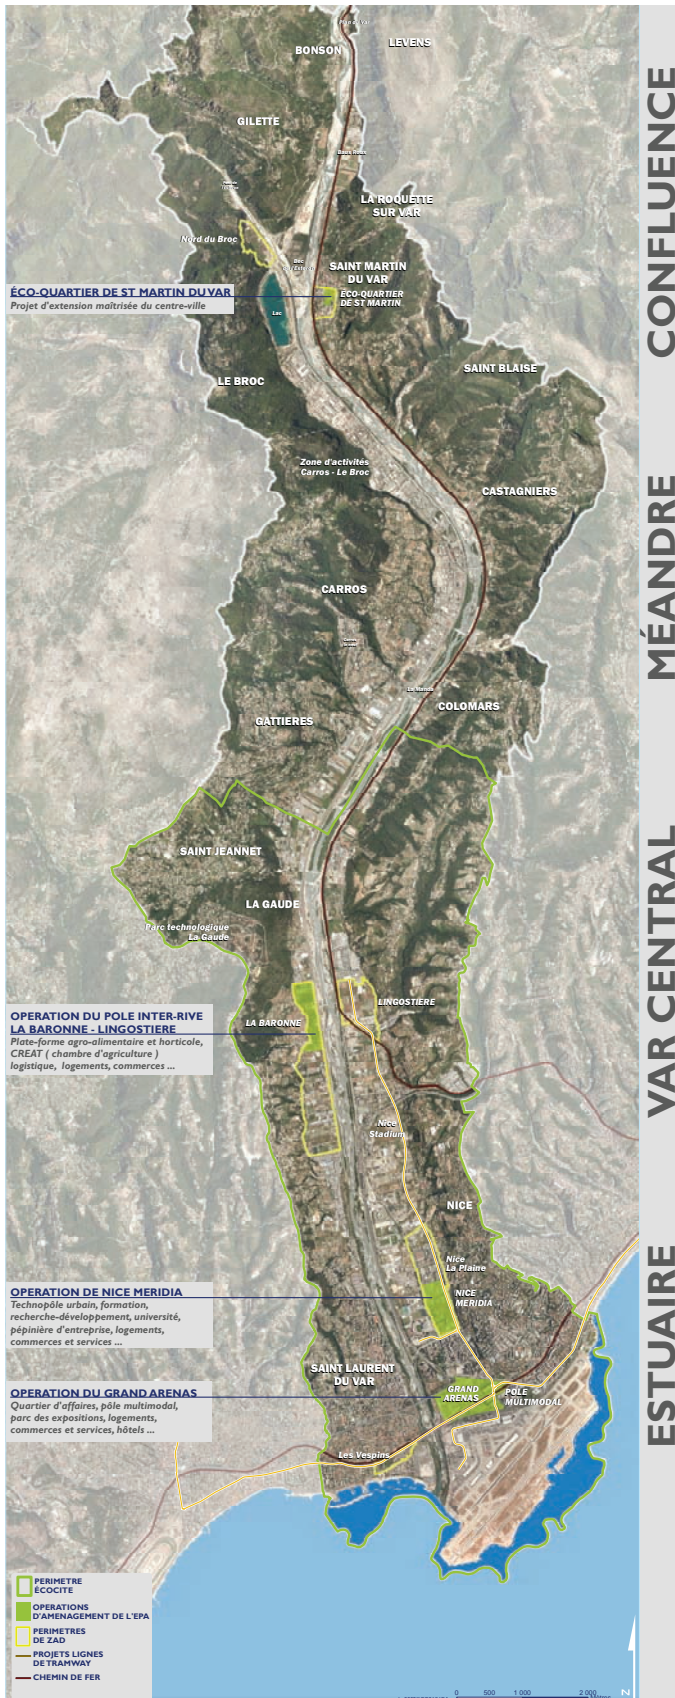 BONSON
LEVENS
GILETTE
Baus Roux
LA ROQUETTE
SUR VAR
Nord du Broc
SAINT MARTIN
DU VAR
ÉCO-QUARTIER DE ST MARTIN DU VAR
Projet d'extension maîtrisée du centre-ville
ÉCO-QUARTIER
DE ST MARTIN
Lac
SAINT BLAISE
LE BROC
Zone d'activités
Carros - Le Broc
CASTAGNIERS
CARROS
La Manda
COLOMARS
GATTIERES
SAINT JEANNET
LA GAUDE
Parc technologique
La Gaude
OPERATION DU POLE INTER-RIVE
LA BARONNE - LINGOSTIERE
Plate-forme agro-alimentaire et horticole,
CREAT ( chambre d'agriculture )
logistique, logements, commerces ...
LA BARONNE
LINGOSTIERE
Nice
Stadium
NICE
Nice
La Plaine
OPERATION DE NICE MERIDIA
Technopôle urbain, formation,
recherche-développement, université,
pépinière d'entreprise, logements,
commerces et services ...
NICE
MERIDIA
SAINT LAURENT
DU VAR
OPERATION DU GRAND ARENAS
Quartier d'affaires, pôle multimodal,
parc des expositions, logements,
commerces et services, hôtels ...
GRAND
ARENAS
POLE
MULTIMODAL
Les Vespins
PERIMETRE
ÉCOCITE
OPERATIONS
D'AMENAGEMENT DE L'EPA
PERIMETRES
DE ZAD
PROJETS LIGNES
DE TRAMWAY
CHEMIN DE FER
0 500 1 000 2 000
Mètres
N
CONFLUENCE
MÉANDRE
VAR CENTRAL
ESTUAIRE